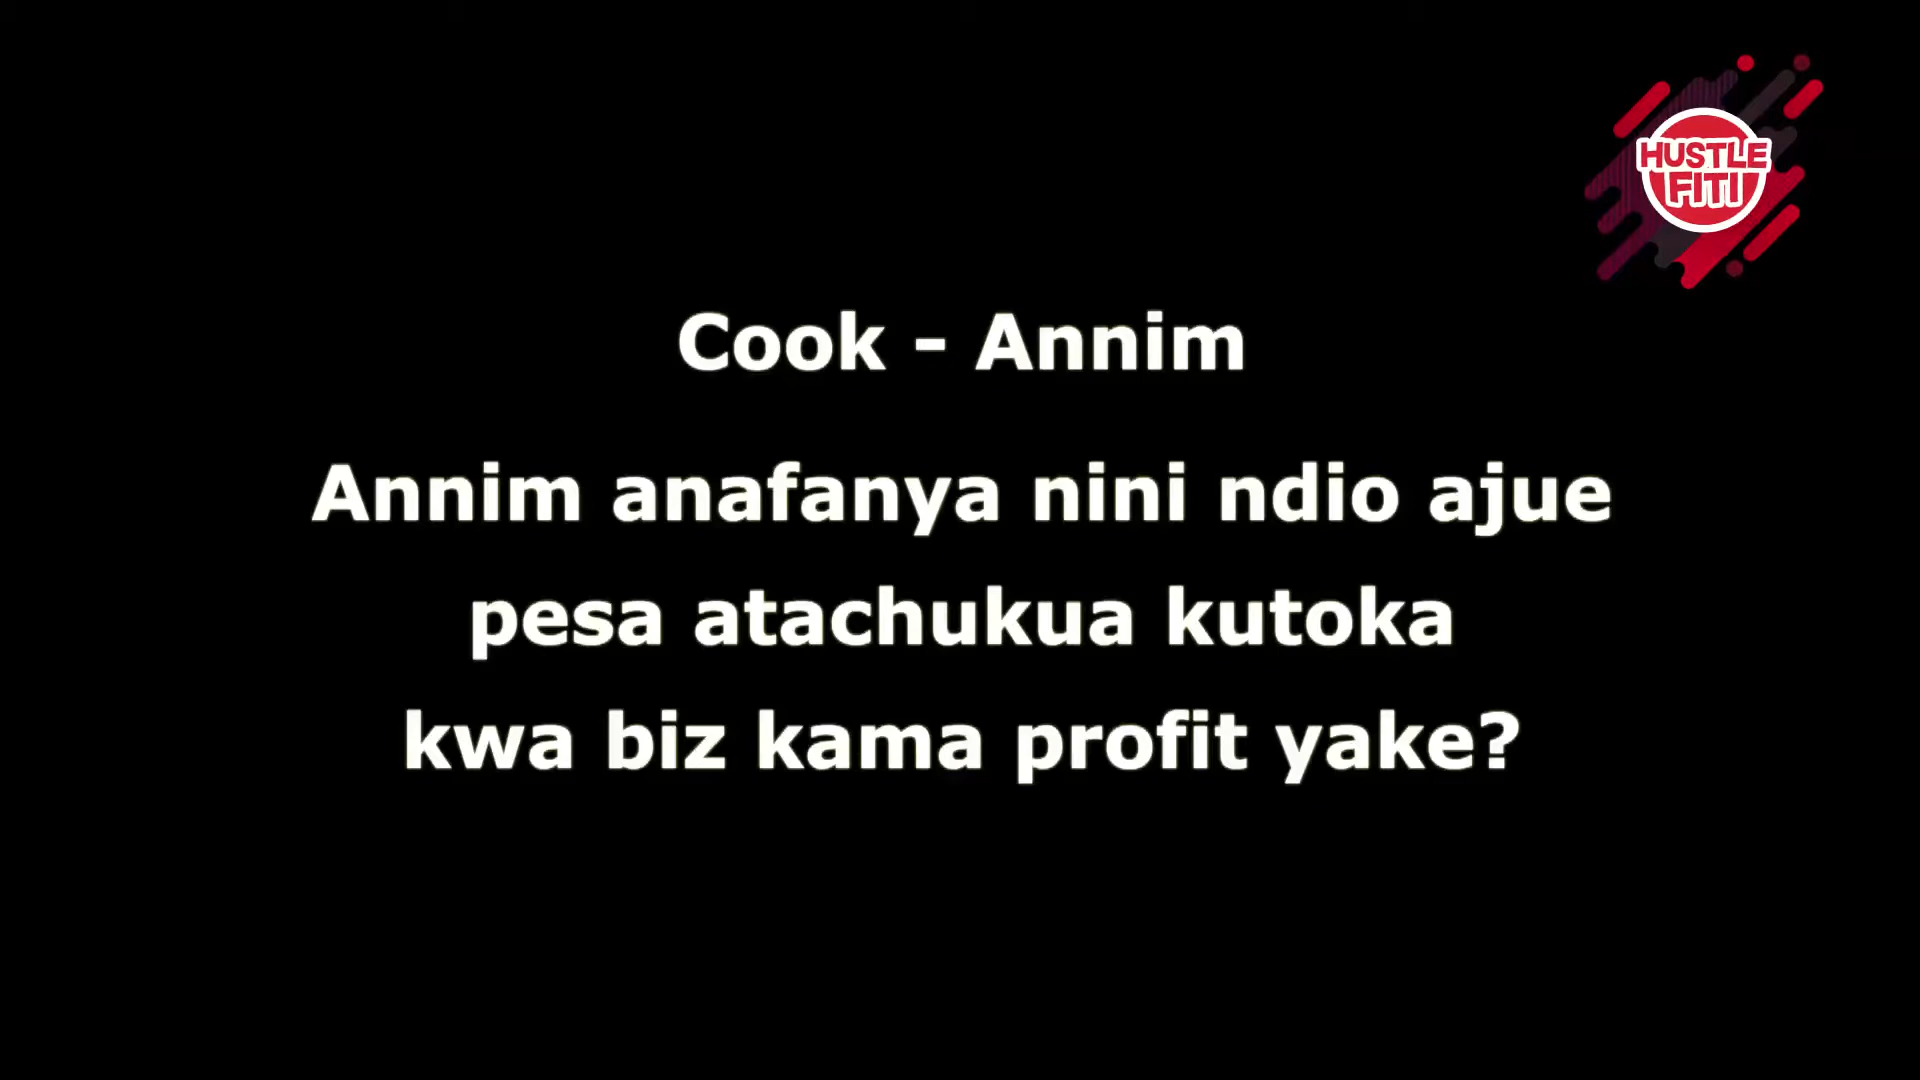 HUSTLE
FITI
Cook - Annim
Annim anafanya nini ndio ajue
pesa atachukua kutoka
kwa biz kama profit yake?